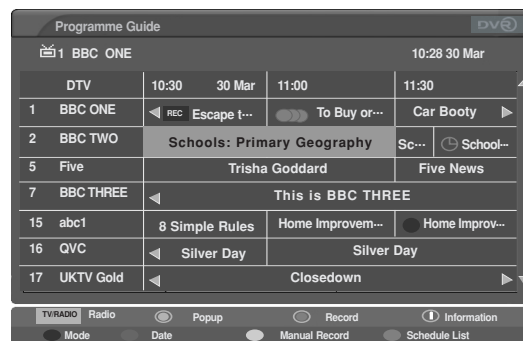 Programme Guide DVR
1 BBC ONE 10:28 30 Mar
DTV 10:30 30 Mar 11:00 11:30
1 BBC ONE REC Escape t... To Buy or... Car Booty
2 BBC TWO Schools: Primary Geography Sc... School...
5 Five Trisha Goddard Five News
7 BBC THREE This is BBC THREE
15 abc1 8 Simple Rules Home Improvem... Home Improv...
16 QVC Silver Day Silver Day
17 UKTV Gold Closedown
TV/RADIO Radio Popup Record Information
Mode Date Manual Record Schedule List